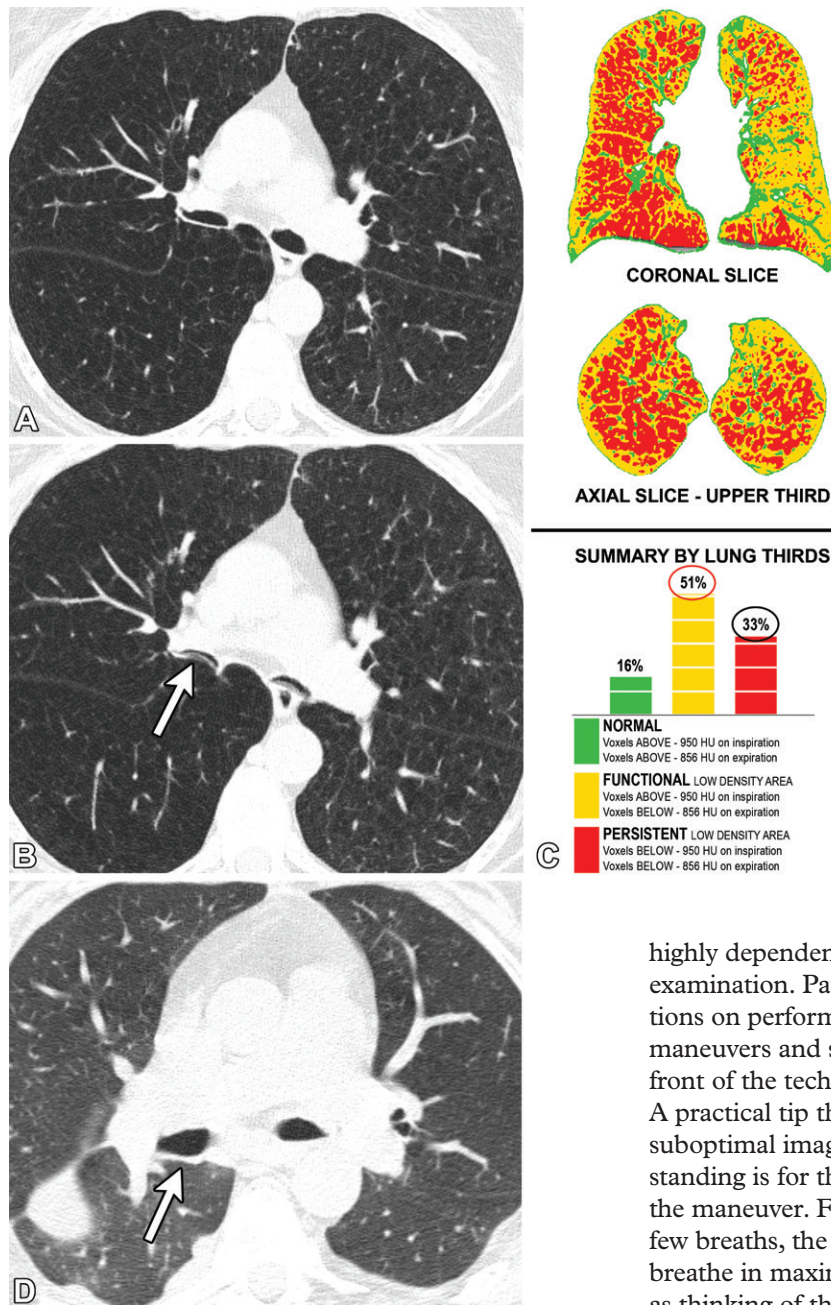 A
B
D
CORONAL SLICE
AXIAL SLICE - UPPER THIRD
SUMMARY BY LUNG THIRDS
16%
51%
33%
NORMAL
Voxels ABOVE - 950 HU on inspiration
Voxels ABOVE - 856 HU on expiration
FUNCTIONAL LOW DENSITY AREA
Voxels ABOVE - 950 HU on inspiration
Voxels BELOW - 856 HU on expiration
PERSISTENT LOW DENSITY AREA
Voxels BELOW - 950 HU on inspiration
Voxels BELOW - 856 HU on expiration
C
highly dependen
examination. Pa
tions on perform
maneuvers and s
front of the tech
A practical tip th
suboptimal imag
standing is for th
the maneuver. F
few breaths, the
breathe in maxin
as thinking of th